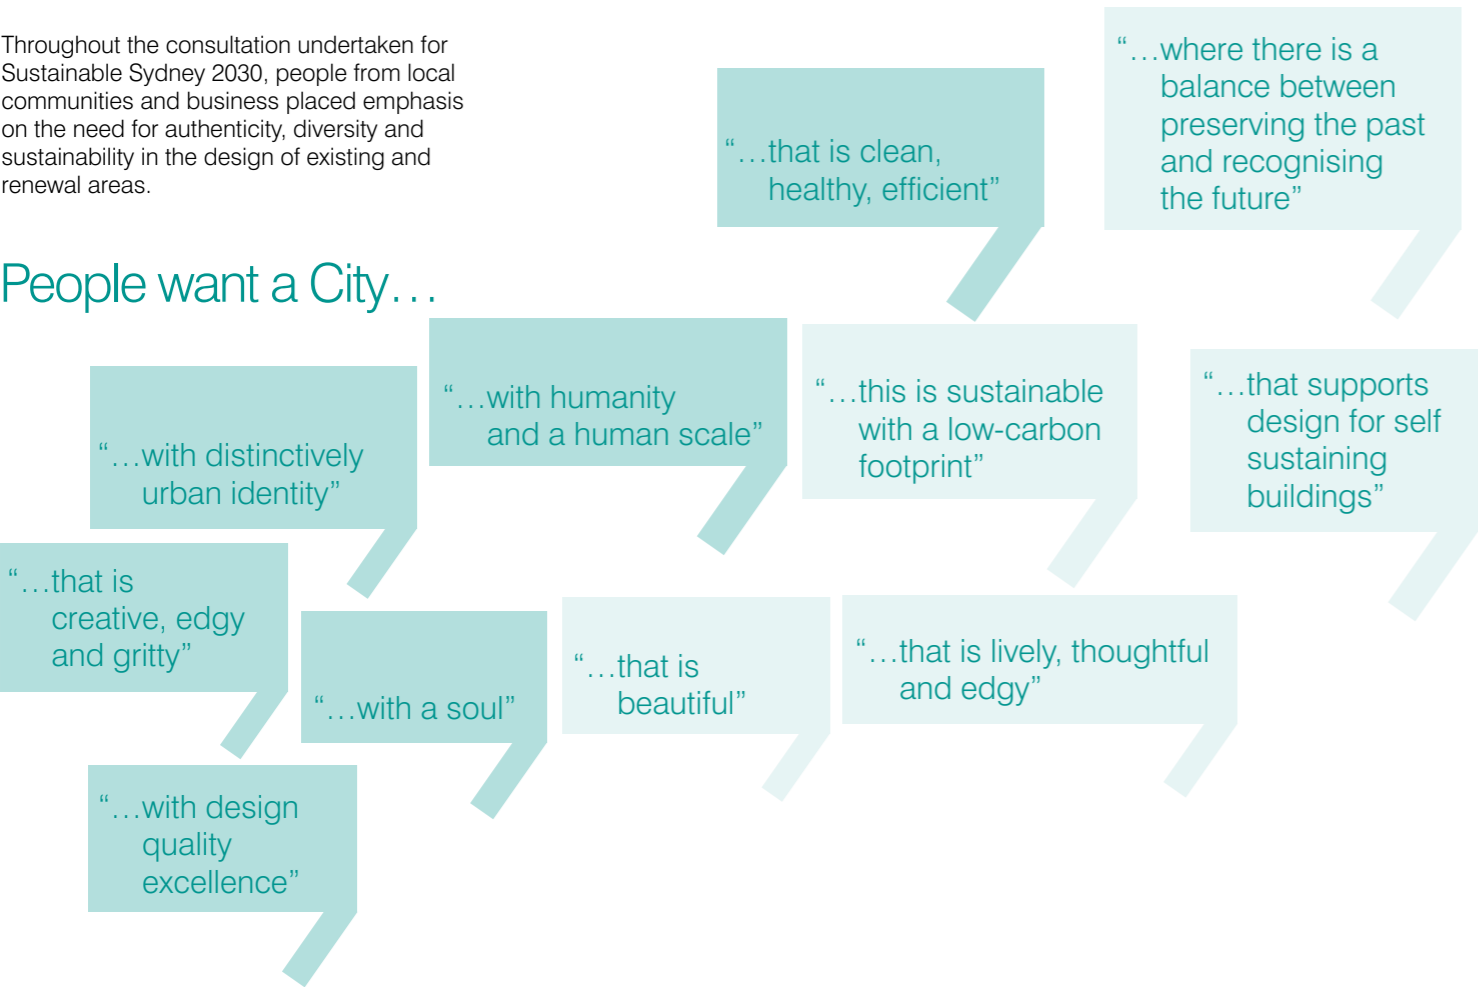 Throughout the consultation undertaken for
Sustainable Sydney 2030, people from local
communities and business placed emphasis
on the need for authenticity, diversity and
sustainability in the design of existing and
renewal areas.
People want a City…
“…that is clean,
healthy, efficient”
“…where there is a
balance between
preserving the past
and recognising
the future”
“…with distinctively
urban identity”
“…with humanity
and a human scale”
“…this is sustainable
with a low-carbon
footprint”
“…that supports
design for self
sustaining
buildings”
“…that is
creative, edgy
and gritty”
“…with a soul”
“…that is
beautiful”
“…that is lively, thoughtful
and edgy”
“…with design
quality
excellence”